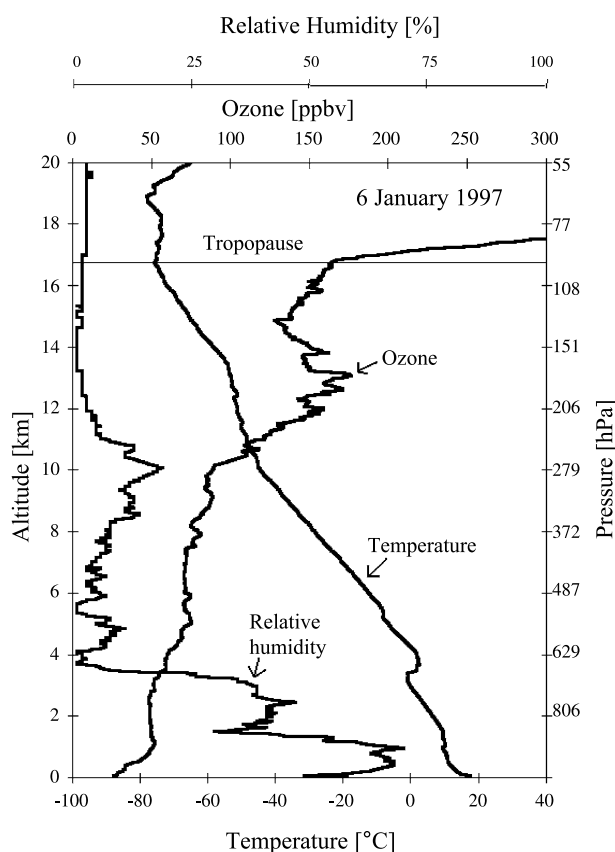 Relative Humidity [%]
0 25 50 75 100
Ozone [ppbv]
0 50 100 150 200 250 300
20 55
6 January 1997
18 77
Tropopause
16 108
14 151
Ozone
12 206
Altitude [km]
Pressure [hPa]
10 279
8 372
Temperature
6 487
Relative
humidity
4 629
2 806
0
-100 -80 -60 -40 -20 0 20 40
Temperature [°C]